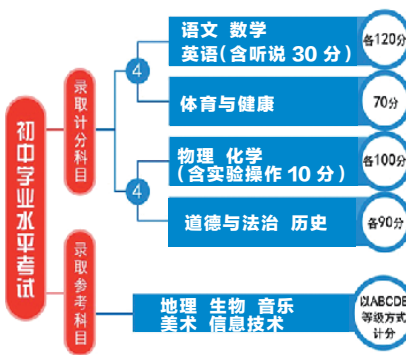 初中学业水平考试
录取计分科目
4
语文 数学
英语(含听说 30 分)
各120分
体育与健康
70分
4
物理 化学
(含实验操作 10 分)
各100分
道德与法治 历史
各90分
录取参考科目
地理 生物 音乐
美术 信息技术
以ABCDE
等级方式
计分